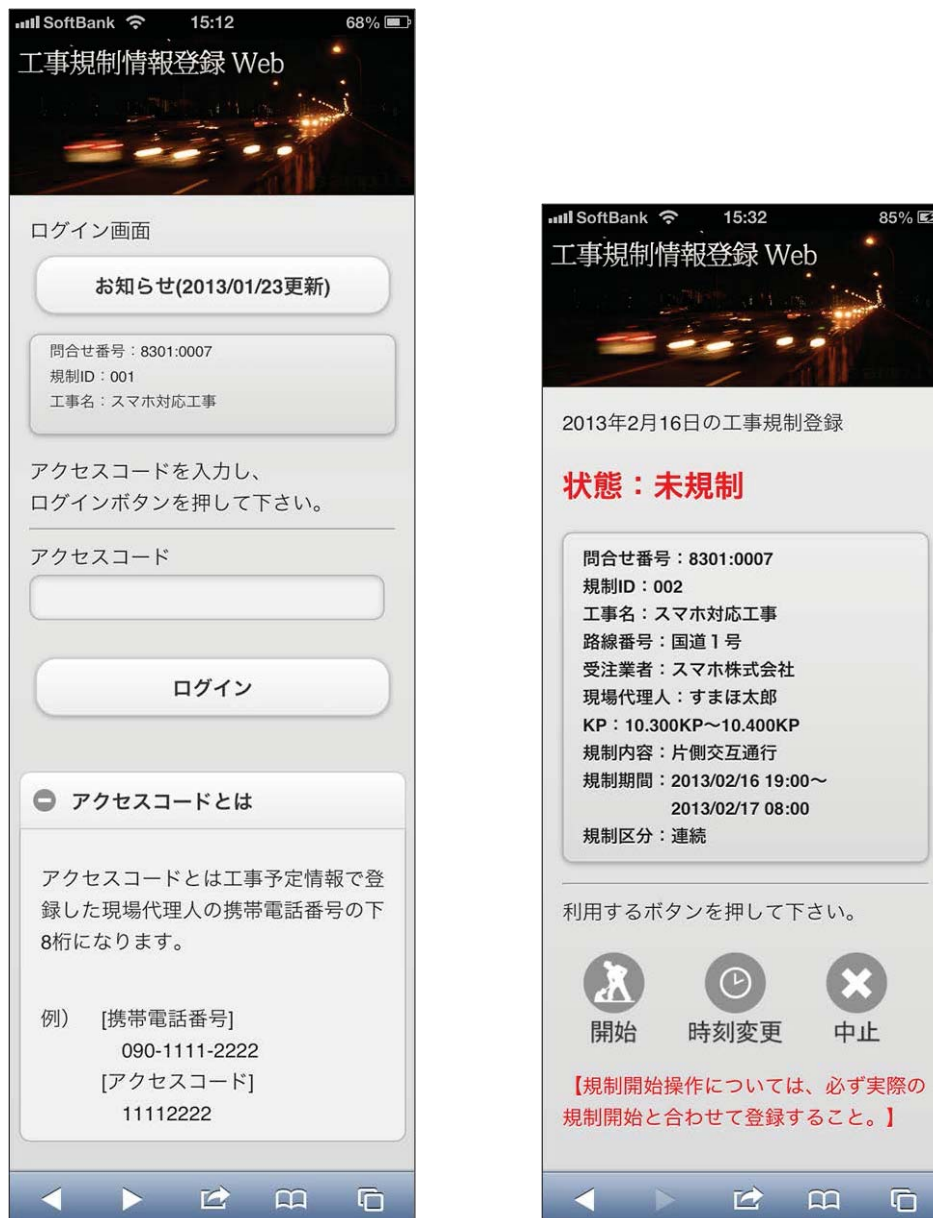 SoftBank 15:12 68%
工事規制情報登録 Web
ログイン画面
お知らせ(2013/01/23更新)
問合せ番号：8301:0007
規制ID：001
工事名：スマホ対応工事
アクセスコードを入力し、
ログインボタンを押して下さい。
アクセスコード
ログイン
アクセスコードとは
アクセスコードとは工事予定情報で登
録した現場代理人の携帯電話番号の下
8桁になります。
例） [携帯電話番号]
090-1111-2222
[アクセスコード]
11112222
SoftBank 15:32 85%
工事規制情報登録 Web
2013年2月16日の工事規制登録
状態：未規制
問合せ番号：8301:0007
規制ID：002
工事名：スマホ対応工事
路線番号：国道１号
受注業者：スマホ株式会社
現場代理人：すまほ太郎
KP：10.300KP〜10.400KP
規制内容：片側交互通行
規制期間：2013/02/16 19:00〜
2013/02/17 08:00
規制区分：連続
利用するボタンを押して下さい。
開始 時刻変更 中止
【規制開始操作については、必ず実際の
規制開始と合わせて登録すること。】